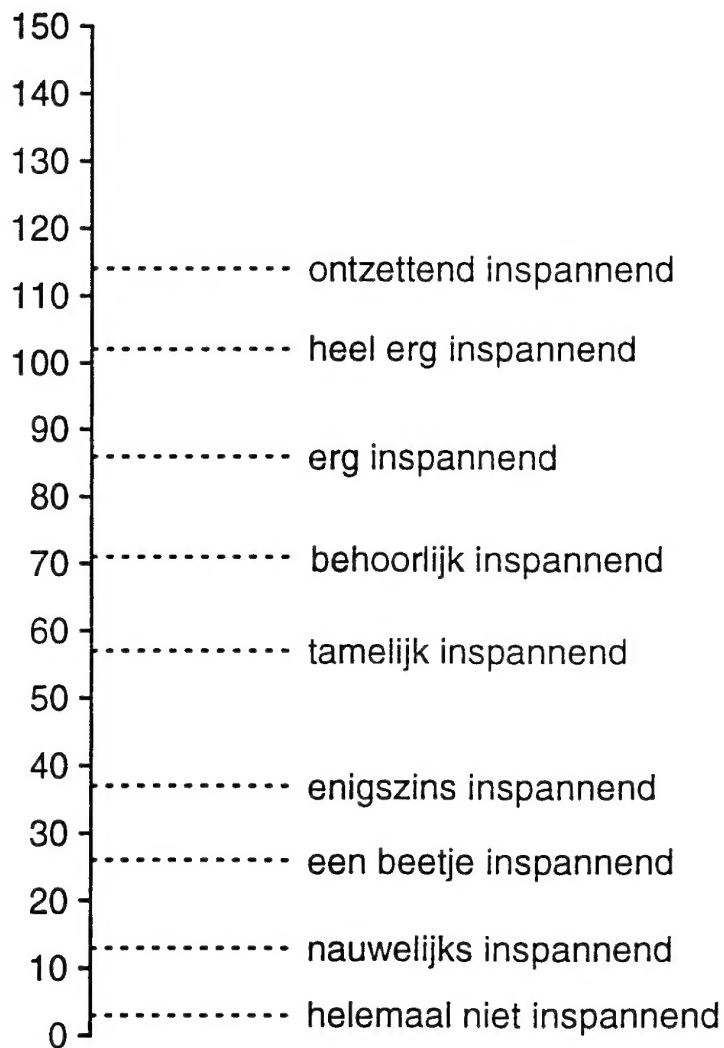 150
140
130
120
ontzettend inspannend
110
heel erg inspannend
100
90
erg inspannend
80
behoorlijk inspannend
70
60
tamelijk inspannend
50
40
enigszins inspannend
30
een beetje inspannend
20
nauwelijks inspannend
10
helemaal niet inspannend
0